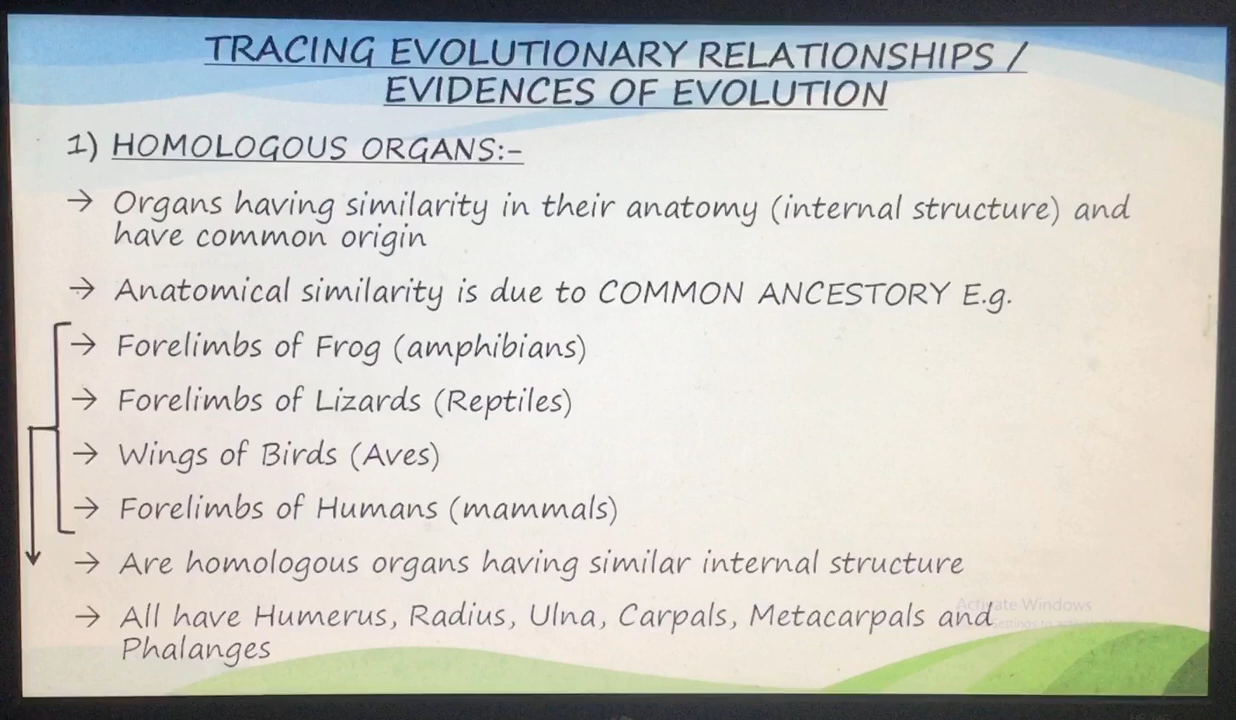 TRACING EVOLUTIONARY RELATIONSHIPS /
EVIDENCES OF EVOLUTION
1) HOMOLOGOUS ORGANS:-
→ Organs having similarity in their anatomy (internal structure) and
have common origin
→ Anatomical similarity is due to COMMON ANCESTORY E.g.
→ Forelimbs of Frog (amphibians)
→ Forelimbs of Lizards (Reptiles)
→ Wings of Birds (Aves)
→ Forelimbs of Humans (mammals)
→ Are homologous organs having similar internal structure
Activate Windows
→ All have Humerus, Radius, Ulna, Carpals, Metacarpals and
Settings to
Phalanges